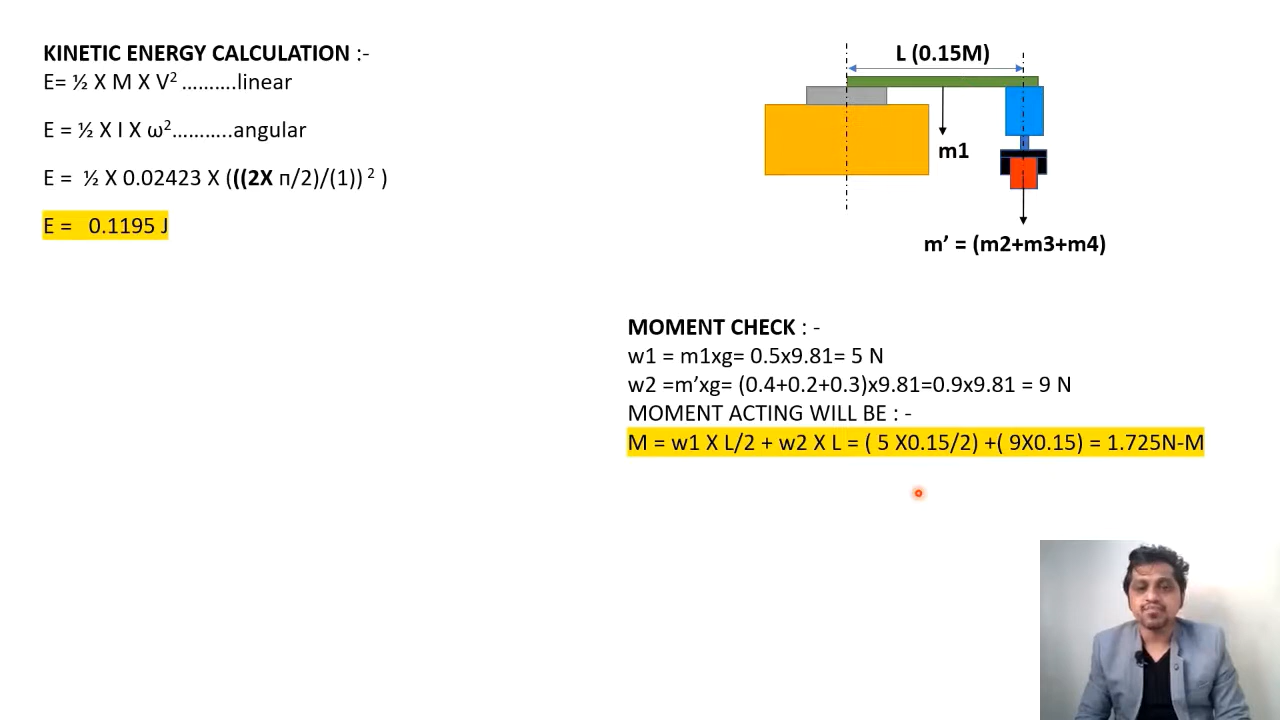 KINETIC ENERGY CALCULATION :-
E= ½ X M X V² ……….linear
E = ½ X I X ω²………..angular
E =  ½ X 0.02423 X (((2X π/2)/(1)) ² )
E =   0.1195 J
L (0.15M)
m1
m’ = (m2+m3+m4)
MOMENT CHECK : -
w1 = m1xg= 0.5x9.81= 5 N
w2 =m’xg= (0.4+0.2+0.3)x9.81=0.9x9.81 = 9 N
MOMENT ACTING WILL BE : -
M = w1 X L/2 + w2 X L = ( 5 X0.15/2) +( 9X0.15) = 1.725N-M